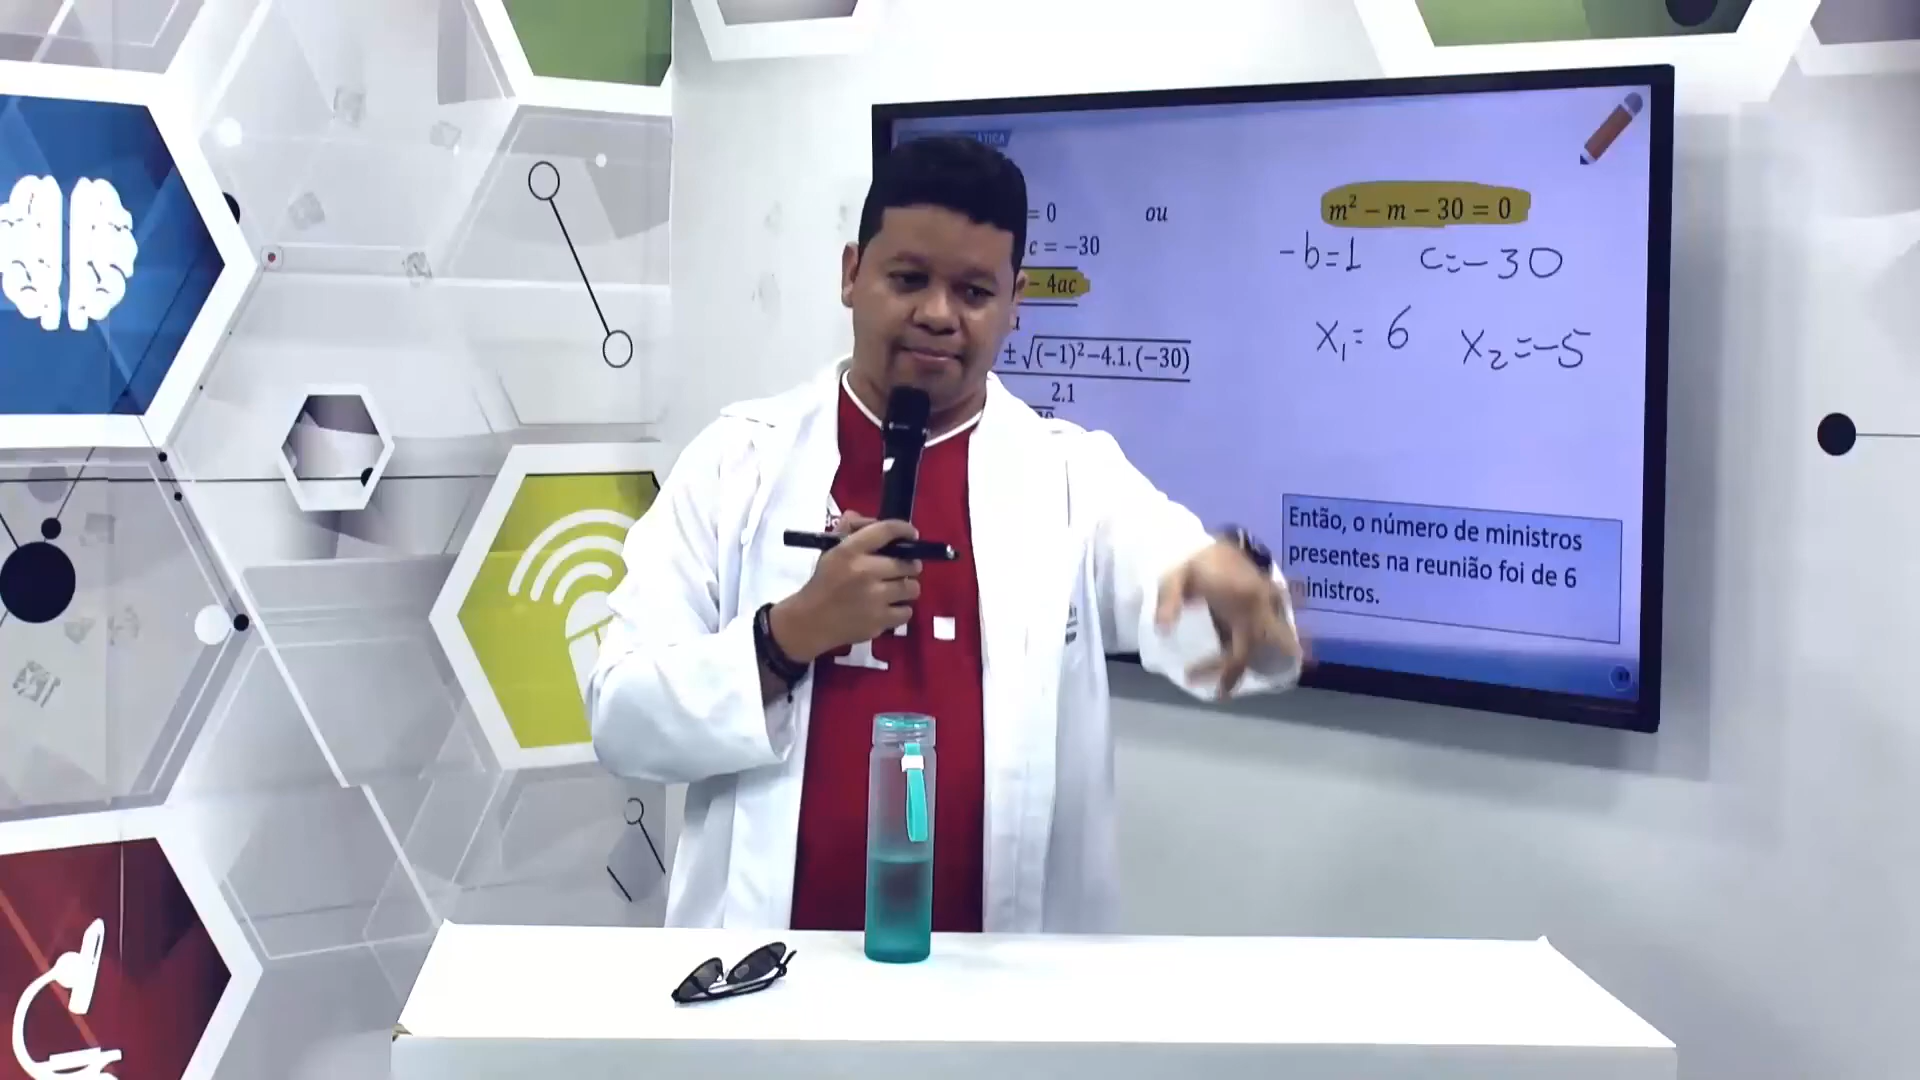 = 0 ou m² − m − 30 = 0
c = −30 -b=1 c=-30
− 4ac
± √(−1)²−4.1.(−30)
2.1
x₁= 6 x₂=-5
Então, o número de ministros
presentes na reunião foi de 6
ministros.